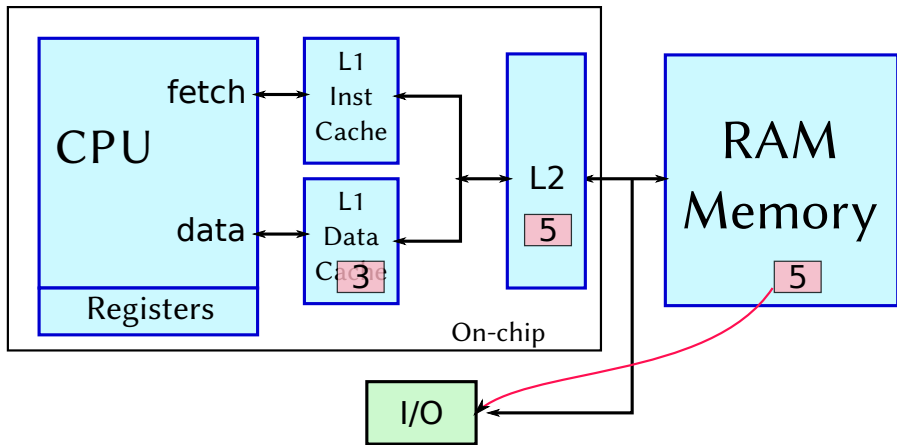 fetch
CPU
data
Registers
L1
Inst
Cache
L1
Data
Cache
3
L2
5
On-chip
RAM
Memory
5
I/O